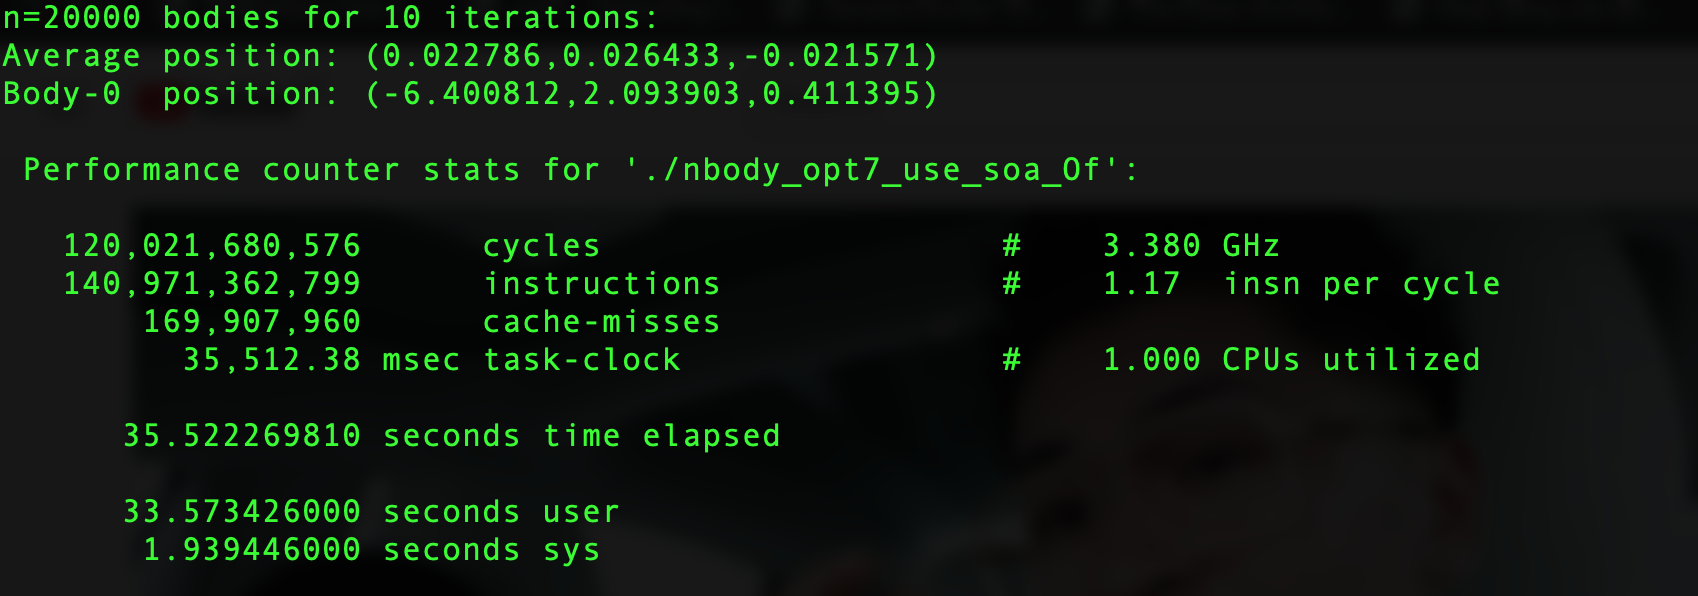 n=20000 bodies for 10 iterations:
Average position: (0.022786,0.026433,-0.021571)
Body-0  position: (-6.400812,2.093903,0.411395)
Performance counter stats for './nbody_opt7_use_soa_Of':
120,021,680,576      cycles                    #    3.380 GHz
140,971,362,799      instructions              #    1.17  insn per cycle
169,907,960      cache-misses
35,512.38 msec task-clock                #    1.000 CPUs utilized
35.522269810 seconds time elapsed
33.573426000 seconds user
1.939446000 seconds sys